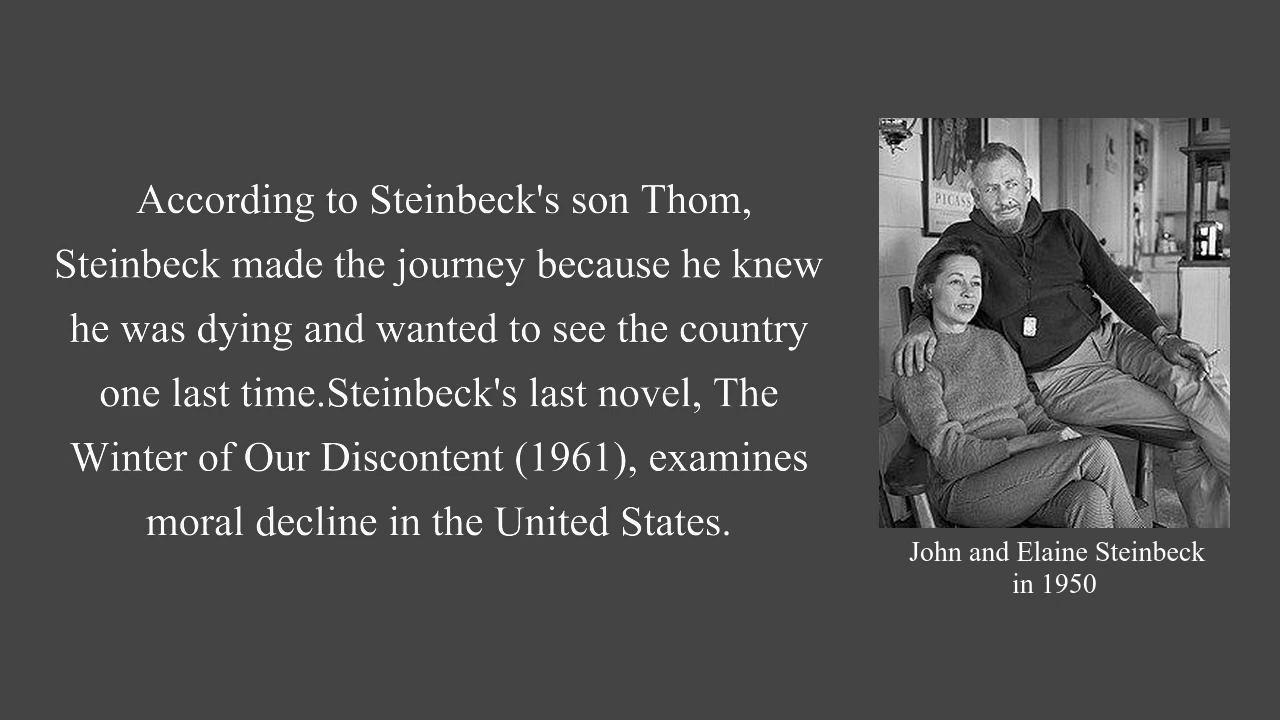 According to Steinbeck's son Thom,
Steinbeck made the journey because he knew
he was dying and wanted to see the country
one last time.Steinbeck's last novel, The
Winter of Our Discontent (1961), examines
moral decline in the United States.
PICASS
John and Elaine Steinbeck
in 1950